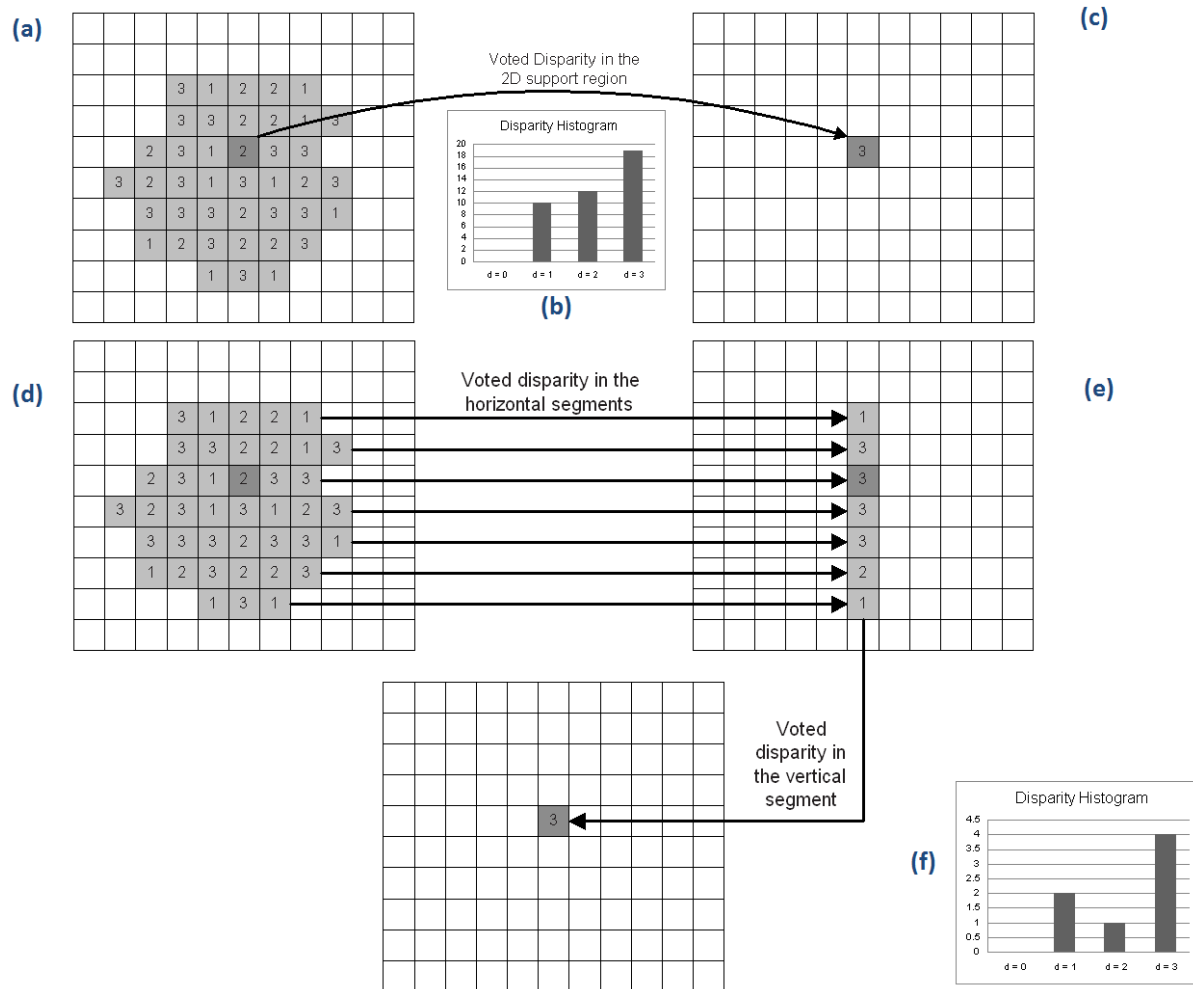 (a)
(c)
Voted Disparity in the
2D support region
3 1 2 2 1
3 3 2 2 1 3
2 3 1 2 3 3
3 2 3 1 3 1 2 3
3 3 3 2 3 3 1
1 2 3 2 2 3
1 3 1
Disparity Histogram
20
18
16
14
12
10
8
6
4
2
0
d = 0 d = 1 d = 2 d = 3
(b)
3
(d)
(e)
Voted disparity in the
horizontal segments
3 1 2 2 1
3 3 2 2 1 3
2 3 1 2 3 3
3 2 3 1 3 1 2 3
3 3 3 2 3 3 1
1 2 3 2 2 3
1 3 1
1
3
3
3
3
2
1
Voted
disparity in
the vertical
segment
3
(f)
Disparity Histogram
4.5
4
3.5
3
2.5
2
1.5
1
0.5
0
d = 0 d = 1 d = 2 d = 3